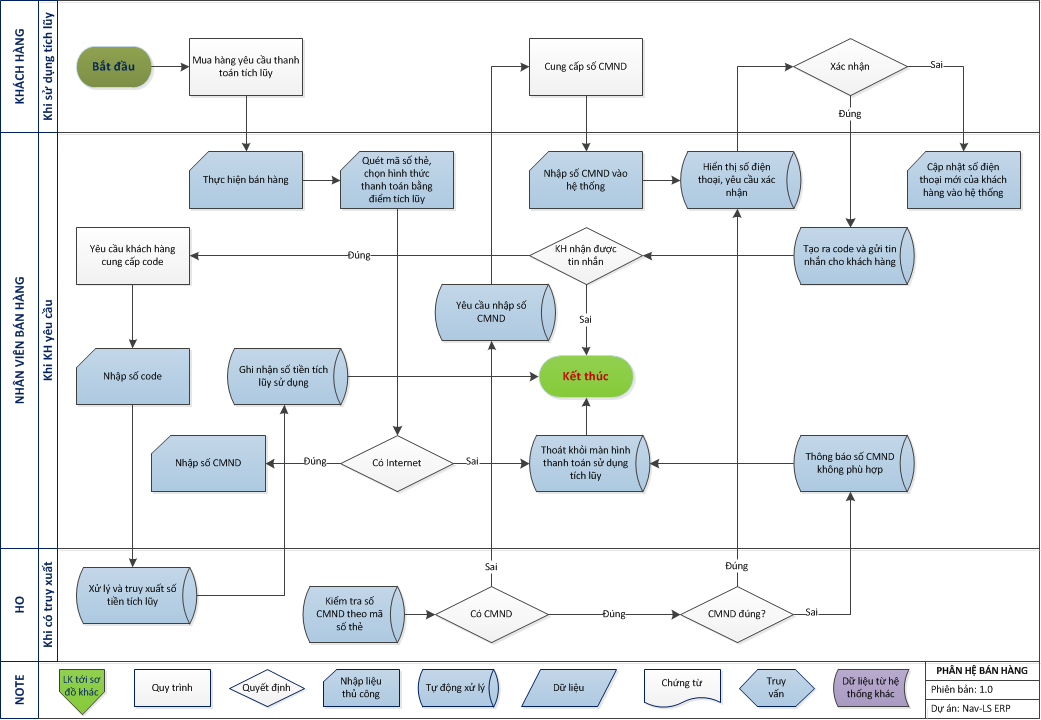 KHÁCH HÀNG
Khi sử dụng tích lũy
Bắt đầu
Mua hàng yêu cầu thanh
toán tích lũy
Cung cấp số CMND
Xác nhận
Sai
Đúng
NHÂN VIÊN BÁN HÀNG
Khi KH yêu cầu
Thực hiện bán hàng
Quét mã số thẻ,
chọn hình thức
thanh toán bằng
điểm tích lũy
Nhập số CMND vào
hệ thống
Hiển thị số điện
thoại, yêu cầu xác
nhận
Cập nhật số điện
thoại mới của khách
hàng vào hệ thống
Yêu cầu khách hàng
cung cấp code
Đúng
KH nhận được
tin nhắn
Tạo ra code và gửi tin
nhắn cho khách hàng
Yêu cầu nhập số
CMND
Sai
Nhập số code
Ghi nhận số tiền tích
lũy sử dụng
Kết thúc
Nhập số CMND
Đúng
Có Internet
Sai
Thoát khỏi màn hình
thanh toán sử dụng
tích lũy
Thông báo số CMND
không phù hợp
HO
Khi có truy xuất
Sai
Đúng
Xử lý và truy xuất số
tiền tích lũy
Kiểm tra số
CMND theo mã
số thẻ
Có CMND
Đúng
CMND đúng?
Sai
NOTE
LK tới sơ
đồ khác
Quy trình
Quyết định
Nhập liệu
thủ công
Tự động xử lý
Dữ liệu
Chứng từ
Truy
vấn
Dữ liệu từ hệ
thống khác
PHÂN HỆ BÁN HÀNG
Phiên bản: 1.0
Dự án: Nav-LS ERP